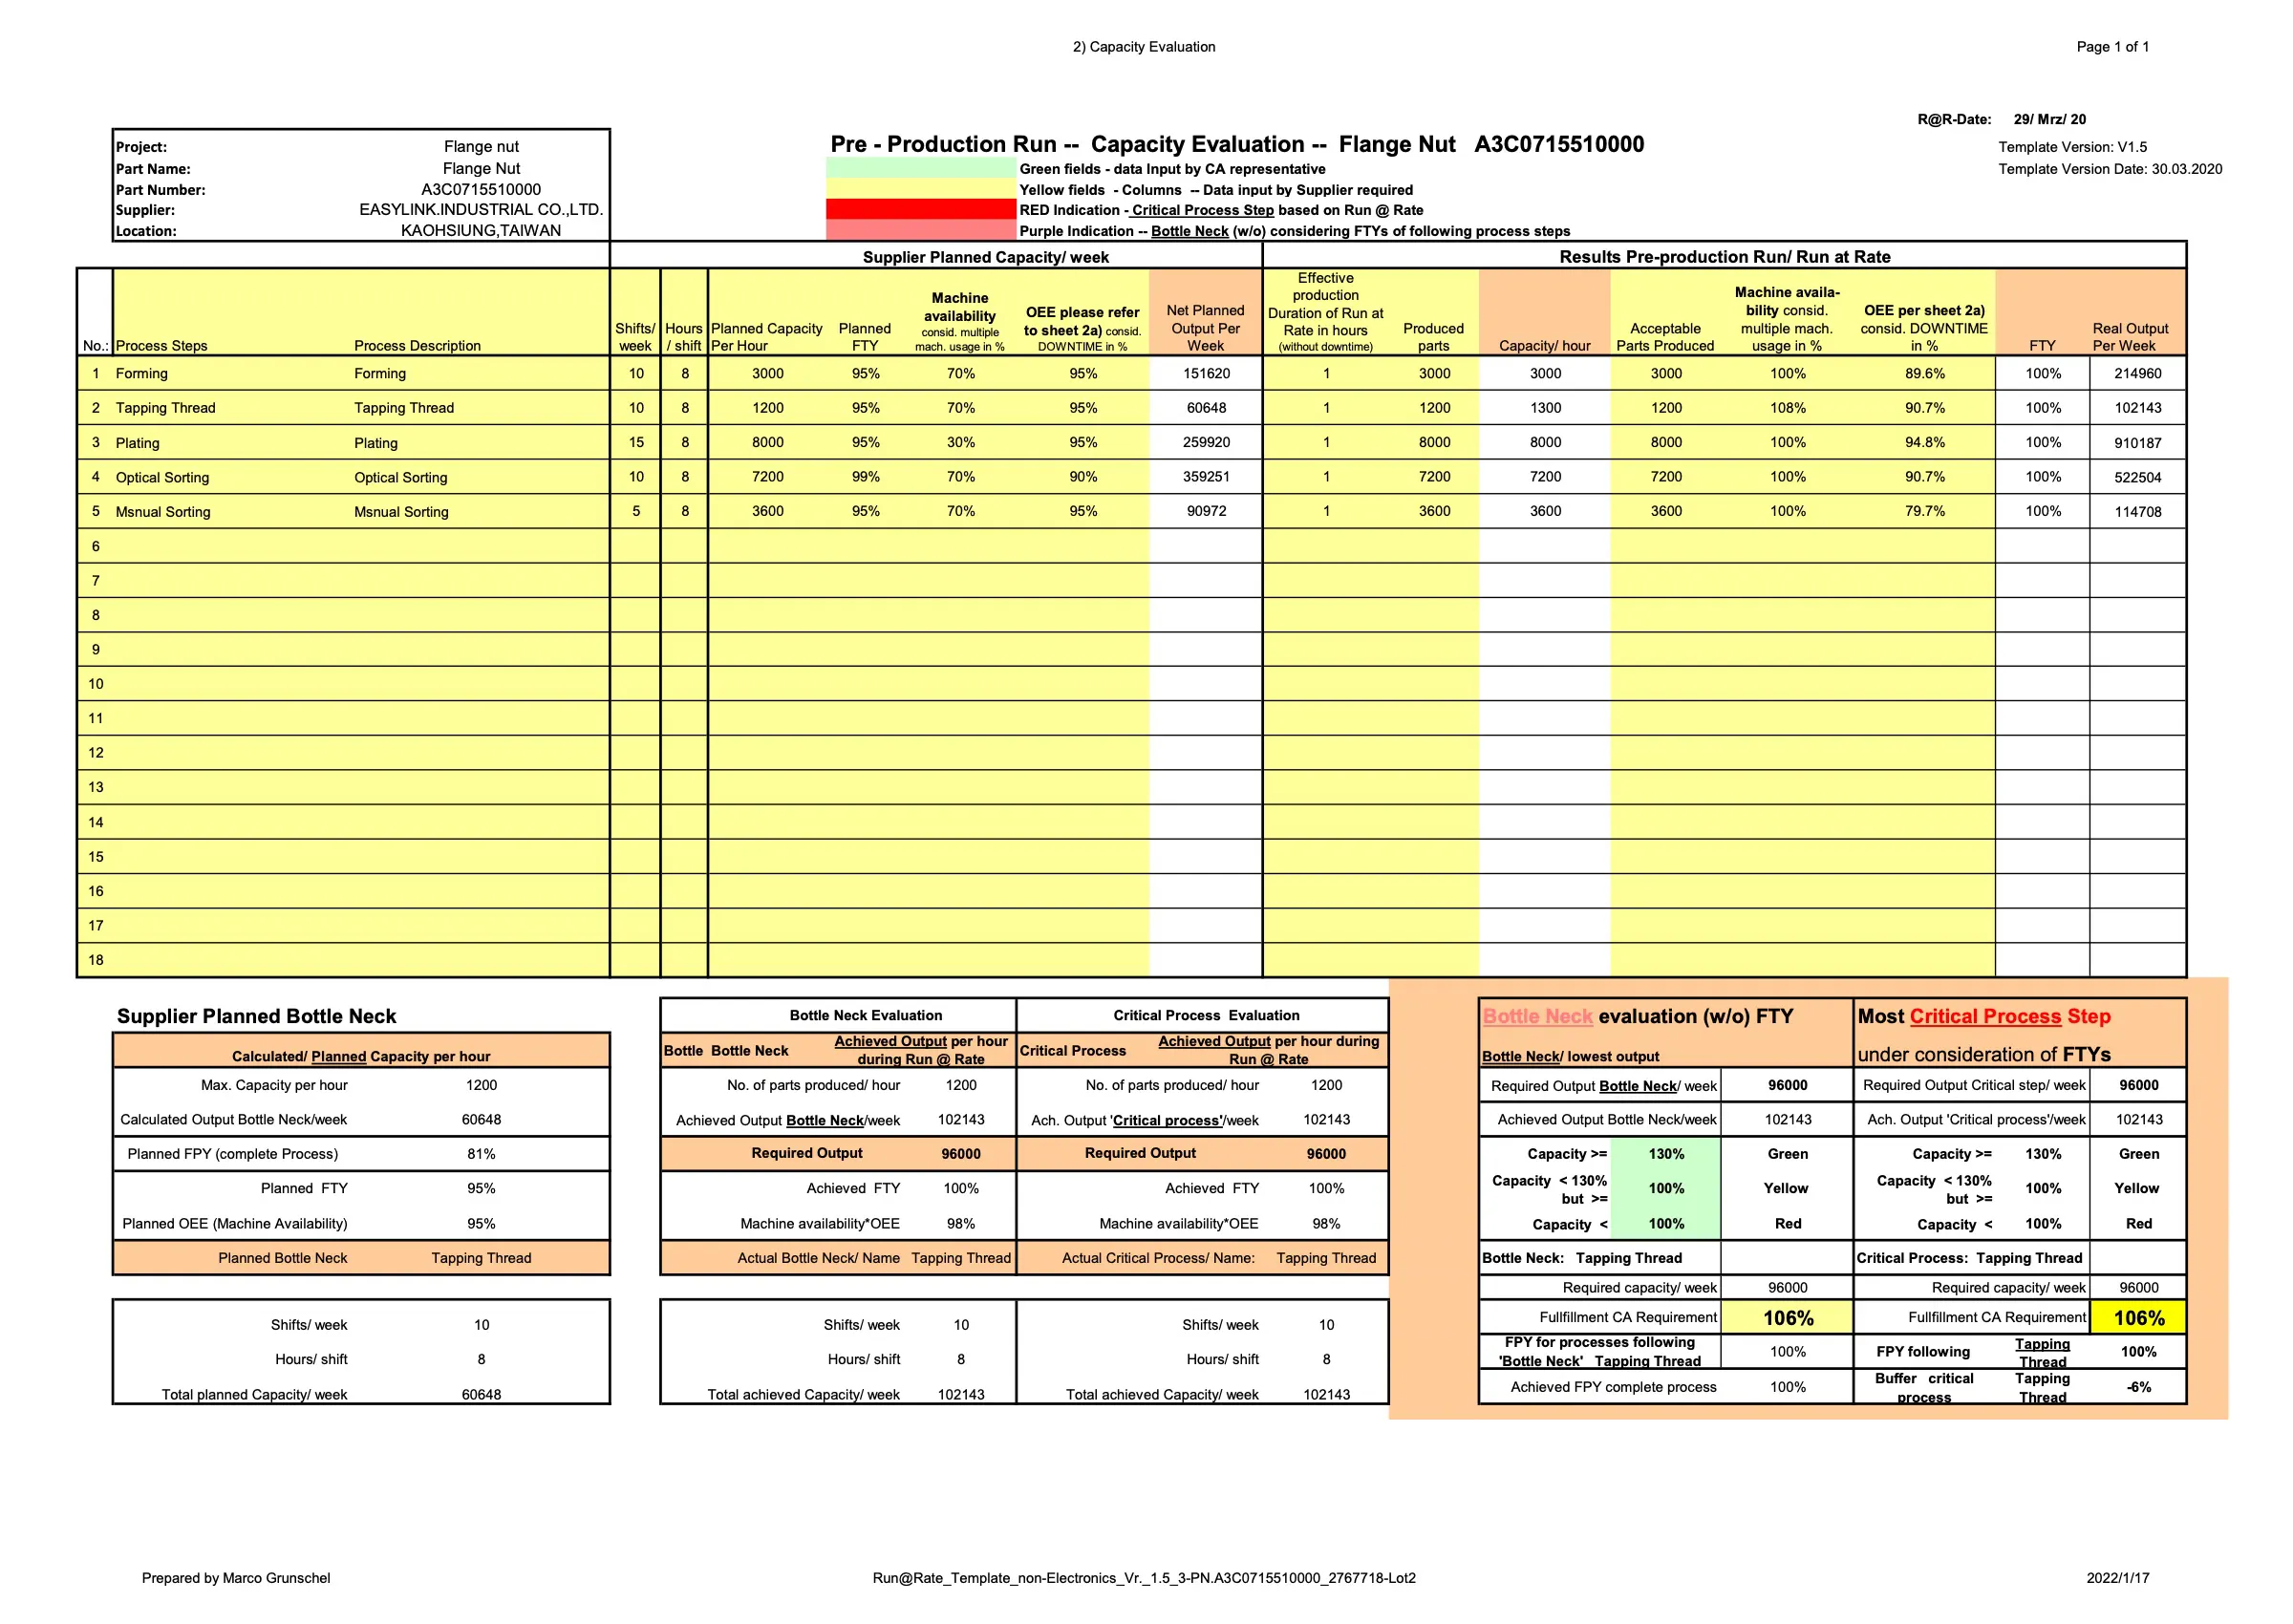 2) Capacity Evaluation
Page 1 of 1
R@R-Date: 29/ Mrz/ 20
Project: Flange nut
Pre - Production Run -- Capacity Evaluation -- Flange Nut A3C0715510000
Template Version: V1.5
Part Name: Flange Nut
Green fields - data Input by CA representative
Template Version Date: 30.03.2020
Part Number: A3C0715510000
Yellow fields - Columns -- Data input by Supplier required
Supplier: EASYLINK.INDUSTRIAL CO.,LTD.
RED Indication - Critical Process Step based on Run @ Rate
Location: KAOHSIUNG,TAIWAN
Purple Indication -- Bottle Neck (w/o) considering FTYs of following process steps
Supplier Planned Capacity/ week
Results Pre-production Run/ Run at Rate
No.:
Process Steps
Process Description
Shifts/
week
Hours
/ shift
Planned Capacity
Per Hour
Planned
FTY
Machine
availability
consid. multiple
mach. usage in %
OEE please refer
to sheet 2a) consid.
DOWNTIME in %
Net Planned
Output Per
Week
Effective
production
Duration of Run at
Rate in hours
(without downtime)
Produced
parts
Capacity/ hour
Acceptable
Parts Produced
Machine availa-
bility consid.
multiple mach.
usage in %
OEE per sheet 2a)
consid. DOWNTIME
in %
FTY
Real Output
Per Week
1 Forming Forming 10 8 3000 95% 70% 95% 151620 1 3000 3000 3000 100% 89.6% 100% 214960
2 Tapping Thread Tapping Thread 10 8 1200 95% 70% 95% 60648 1 1200 1300 1200 108% 90.7% 100% 102143
3 Plating Plating 15 8 8000 95% 30% 95% 259920 1 8000 8000 8000 100% 94.8% 100% 910187
4 Optical Sorting Optical Sorting 10 8 7200 99% 70% 90% 359251 1 7200 7200 7200 100% 90.7% 100% 522504
5 Msnual Sorting Msnual Sorting 5 8 3600 95% 70% 95% 90972 1 3600 3600 3600 100% 79.7% 100% 114708
6
7
8
9
10
11
12
13
14
15
16
17
18
Supplier Planned Bottle Neck
Calculated/ Planned Capacity per hour
Max. Capacity per hour 1200
Calculated Output Bottle Neck/week 60648
Planned FPY (complete Process) 81%
Planned FTY 95%
Planned OEE (Machine Availability) 95%
Planned Bottle Neck Tapping Thread
Shifts/ week 10
Hours/ shift 8
Total planned Capacity/ week 60648
Bottle Neck Evaluation
Bottle Bottle Neck
Achieved Output per hour
during Run @ Rate
No. of parts produced/ hour 1200
Achieved Output Bottle Neck/week 102143
Required Output 96000
Achieved FTY 100%
Machine availability*OEE 98%
Actual Bottle Neck/ Name Tapping Thread
Shifts/ week 10
Hours/ shift 8
Total achieved Capacity/ week 102143
Critical Process Evaluation
Critical Process
Achieved Output per hour during
Run @ Rate
No. of parts produced/ hour 1200
Ach. Output 'Critical process'/week 102143
Required Output 96000
Achieved FTY 100%
Machine availability*OEE 98%
Actual Critical Process/ Name: Tapping Thread
Shifts/ week 10
Hours/ shift 8
Total achieved Capacity/ week 102143
Bottle Neck evaluation (w/o) FTY
Bottle Neck/ lowest output
Required Output Bottle Neck/ week 96000
Achieved Output Bottle Neck/week 102143
Capacity >= 130% Green
Capacity < 130%
but >= 100% Yellow
Capacity < 100% Red
Bottle Neck: Tapping Thread
Required capacity/ week 96000
Fullfillment CA Requirement 106%
FPY for processes following
'Bottle Neck' Tapping Thread 100%
Achieved FPY complete process 100%
Most Critical Process Step
under consideration of FTYs
Required Output Critical step/ week 96000
Ach. Output 'Critical process'/week 102143
Capacity >= 130% Green
Capacity < 130%
but >= 100% Yellow
Capacity < 100% Red
Critical Process: Tapping Thread
Required capacity/ week 96000
Fullfillment CA Requirement 106%
FPY following Tapping
Thread 100%
Buffer critical
process
Tapping
Thread -6%
Prepared by Marco Grunschel
Run@Rate_Template_non-Electronics_Vr._1.5_3-PN.A3C0715510000_2767718-Lot2
2022/1/17